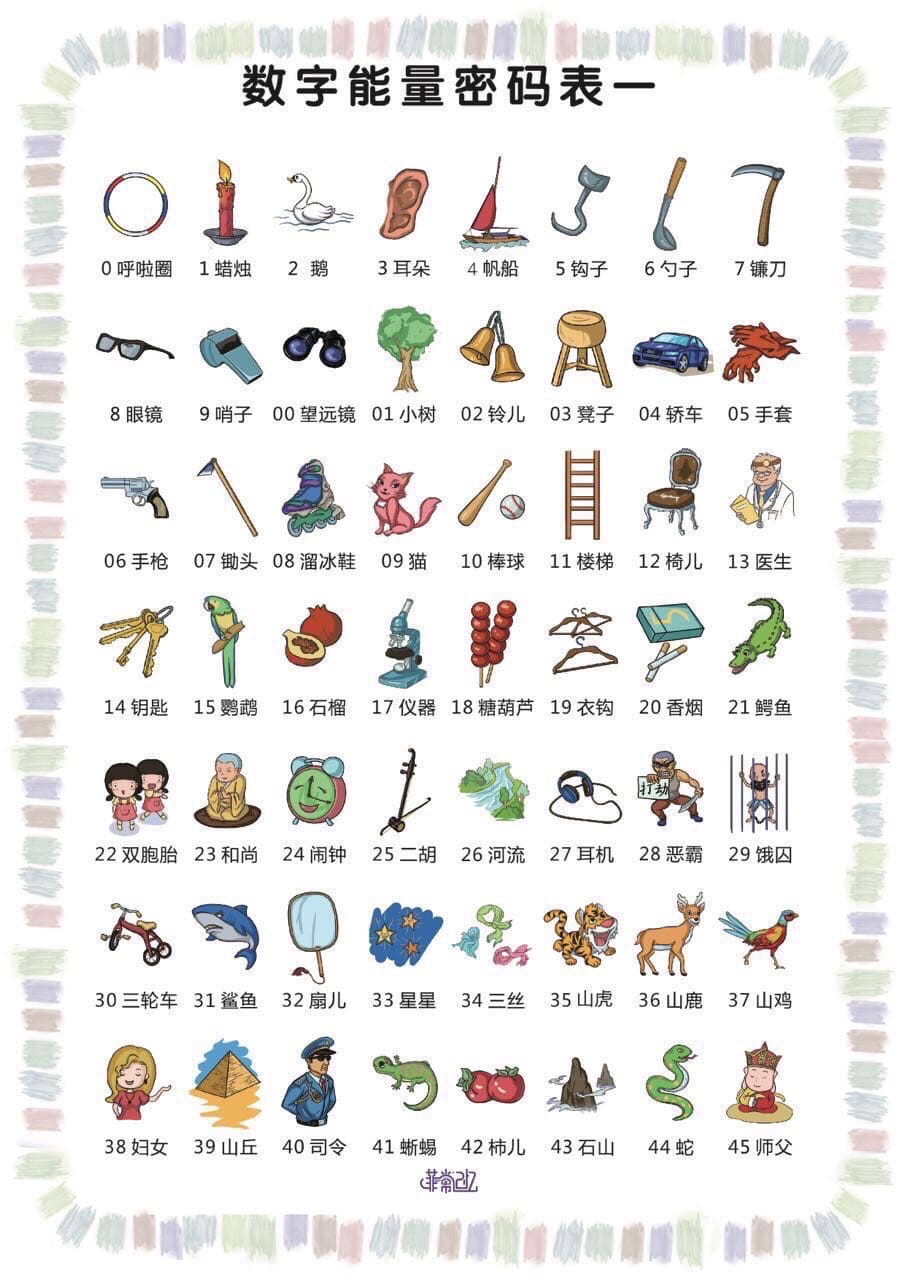 数字能量密码表一
0 呼啦圈 1 蜡烛 2 鹅 3 耳朵 4 帆船 5 钩子 6 勺子 7 镰刀
8 眼镜 9 哨子 00 望远镜 01 小树 02 铃儿 03 凳子 04 轿车 05 手套
06 手枪 07 锄头 08 溜冰鞋 09 猫 10 棒球 11 楼梯 12 椅儿 13 医生
14 钥匙 15 鹦鹉 16 石榴 17 仪器 18 糖葫芦 19 衣钩 20 香烟 21 鳄鱼
打劫
22 双胞胎 23 和尚 24 闹钟 25 二胡 26 河流 27 耳机 28 恶霸 29 饿囚
30 三轮车 31 鲨鱼 32 扇儿 33 星星 34 三丝 35 山虎 36 山鹿 37 山鸡
38 妇女 39 山丘 40 司令 41 蜥蜴 42 柿儿 43 石山 44 蛇 45 师父
菲常记忆